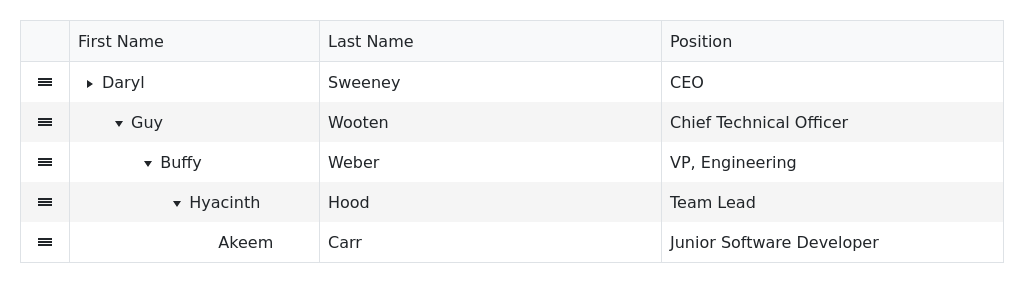 First Name Last Name Position
Daryl Sweeney CEO
Guy Wooten Chief Technical Officer
Buffy Weber VP, Engineering
Hyacinth Hood Team Lead
Akeem Carr Junior Software Developer